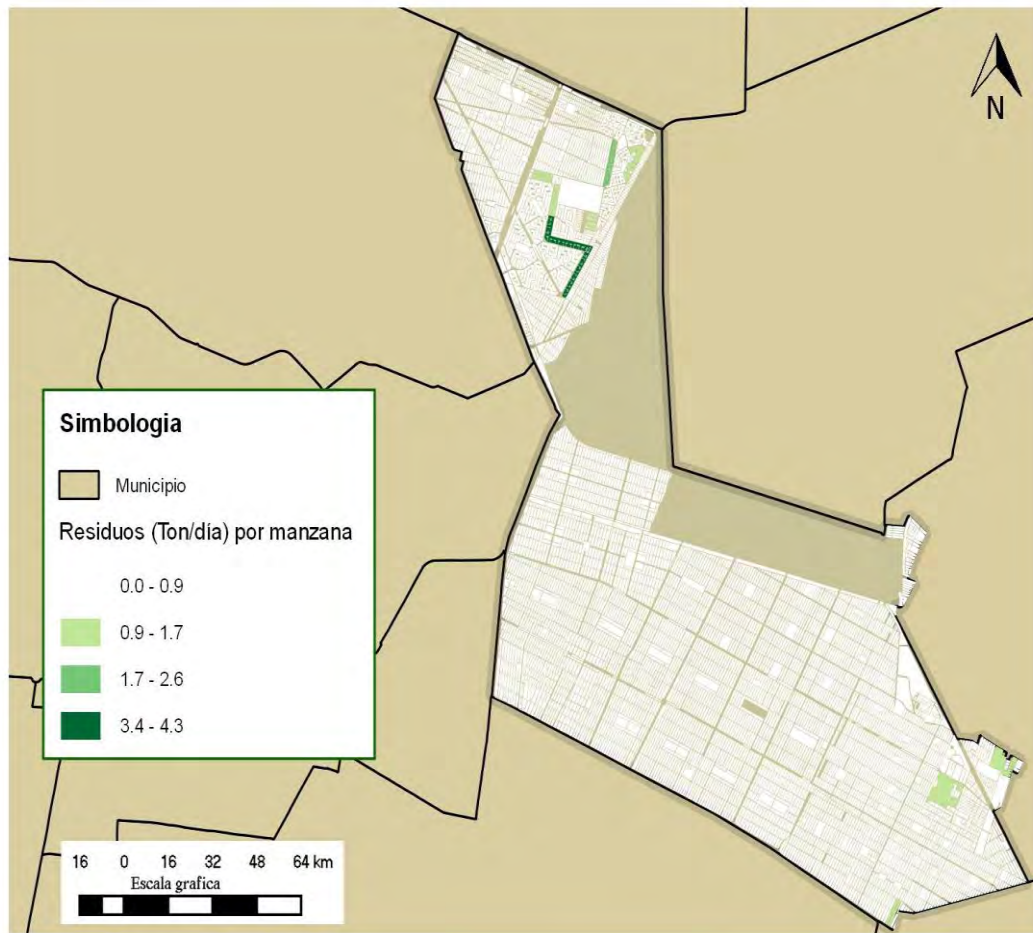 N
Simbologia
Municipio
Residuos (Ton/día) por manzana
0.0 - 0.9
0.9 - 1.7
1.7 - 2.6
3.4 - 4.3
16 0 16 32 48 64 km
Escala grafica